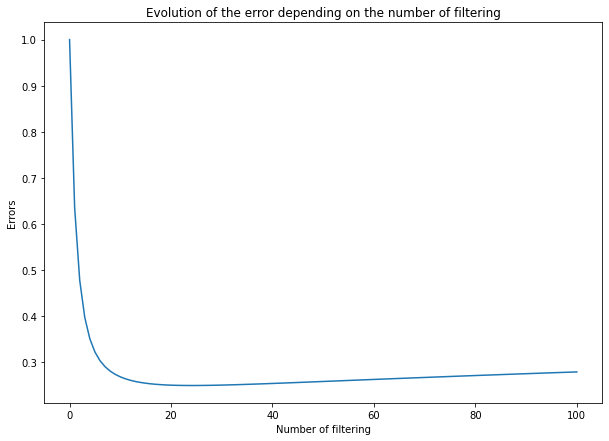 Evolution of the error depending on the number of filtering
1.0
0.9
0.8
0.7
0.6
0.5
0.4
0.3
Errors
0 20 40 60 80 100
Number of filtering